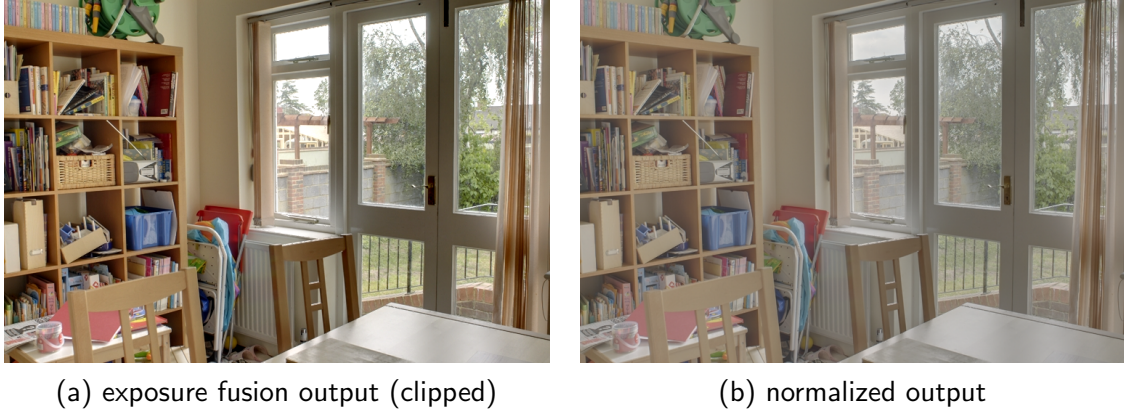 (a) exposure fusion output (clipped)
(b) normalized output